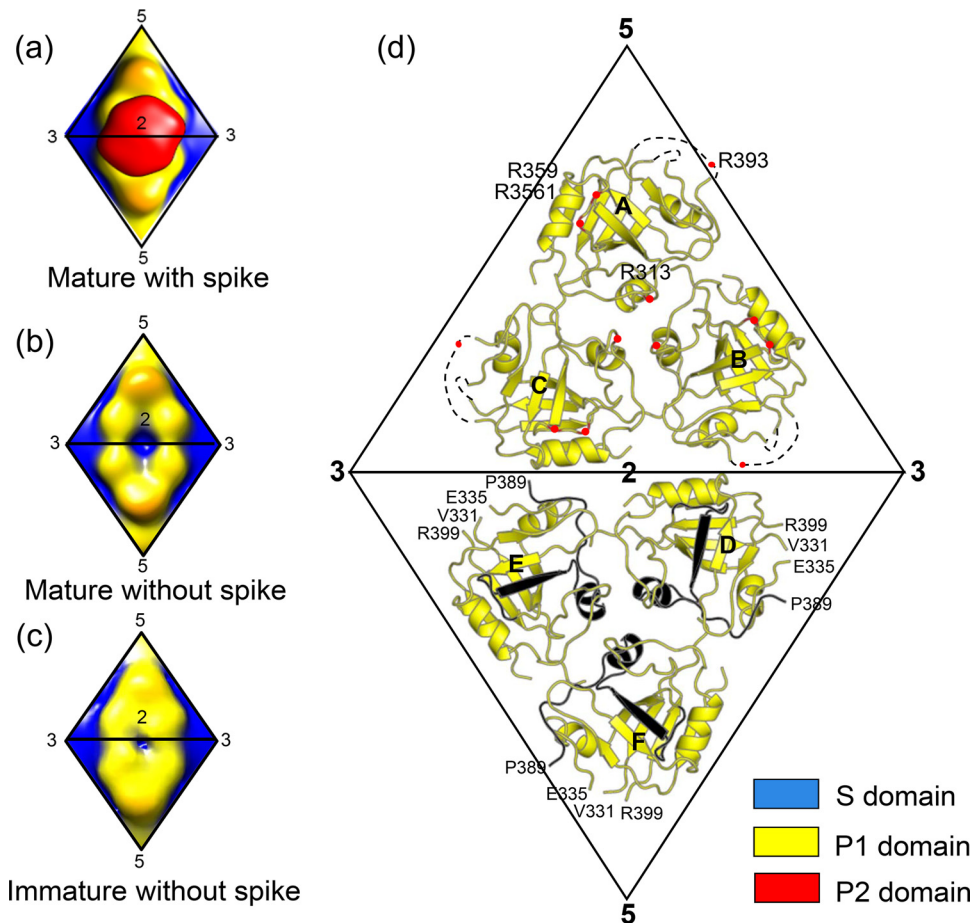 (a)
5
3
2
3
5
Mature with spike
(b)
5
3
2
3
5
Mature without spike
(c)
5
3
2
3
5
Immature without spike
(d)
5
R359
R3561
R393
A
R313
C
B
3
2
3
P389
E335
V331
R399
E
D
R399
V331
E335
P389
F
P389
E335
V331
R399
5
S domain
P1 domain
P2 domain